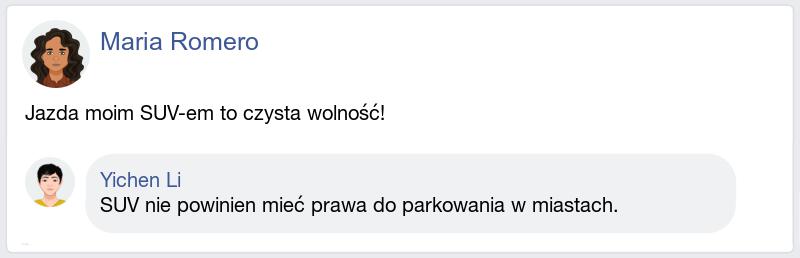 Maria Romero
Jazda moim SUV-em to czysta wolność!
Yichen Li
SUV nie powinien mieć prawa do parkowania w miastach.